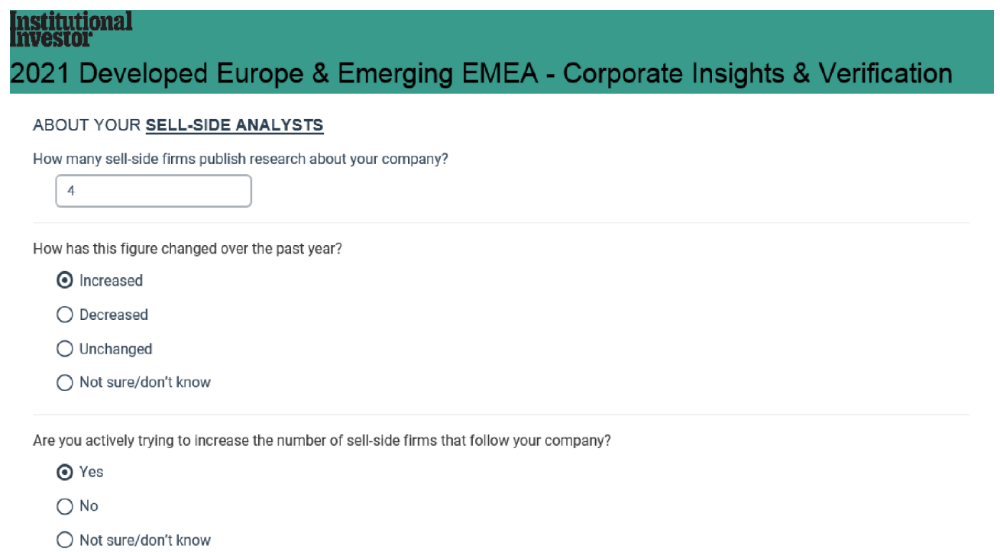 Institutional
Investor
2021 Developed Europe & Emerging EMEA - Corporate Insights & Verification
ABOUT YOUR SELL-SIDE ANALYSTS
How many sell-side firms publish research about your company?
4
How has this figure changed over the past year?
Increased
Decreased
Unchanged
Not sure/don't know
Are you actively trying to increase the number of sell-side firms that follow your company?
Yes
No
Not sure/don't know